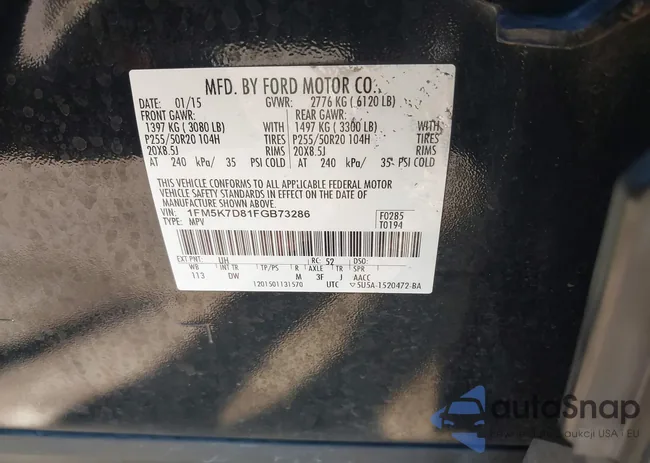 MFD. BY FORD MOTOR CO.
DATE: 01/15 GVWR: 2776 KG ( 6120 LB)
FRONT GAWR: REAR GAWR:
1397 KG ( 3080 LB) WITH 1497 KG ( 3300 LB) WITH
P255/50R20 104H TIRES P255/50R20 104H TIRES
20X8.5J RIMS 20X8.5J RIMS
AT 240 kPa/ 35 PSI COLD AT 240 kPa/ 35 PSI COLD
THIS VEHICLE CONFORMS TO ALL APPLICABLE FEDERAL MOTOR
VEHICLE SAFETY STANDARDS IN EFFECT ON THE DATE OF
MANUFACTURE SHOWN ABOVE.
VIN: 1FM5K7D81FGB73286 F0285
TYPE: MPV T0194
EXT PNT: UH RC: 52 DSO:
WB INT TR TP/PS R AXLE TR SPR
113 DW M 3F J AACC
1201501131570 UTC ▽5U5A-1520472-BA
autoSnap
aukcji USA i EU